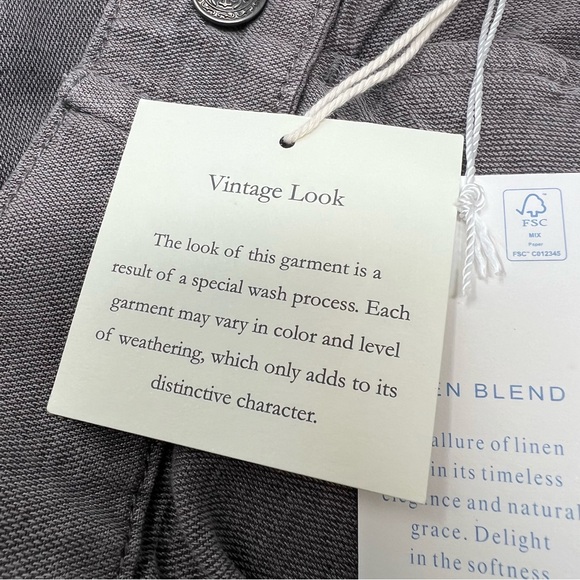 Vintage Look
The look of this garment is a
result of a special wash process. Each
garment may vary in color and level
of weathering, which only adds to its
distinctive character.
FSC
MIX
Paper
FSC™ C012345
EN BLEND
allure of linen
in its timeless
elegance and natural
grace. Delight
in the softness